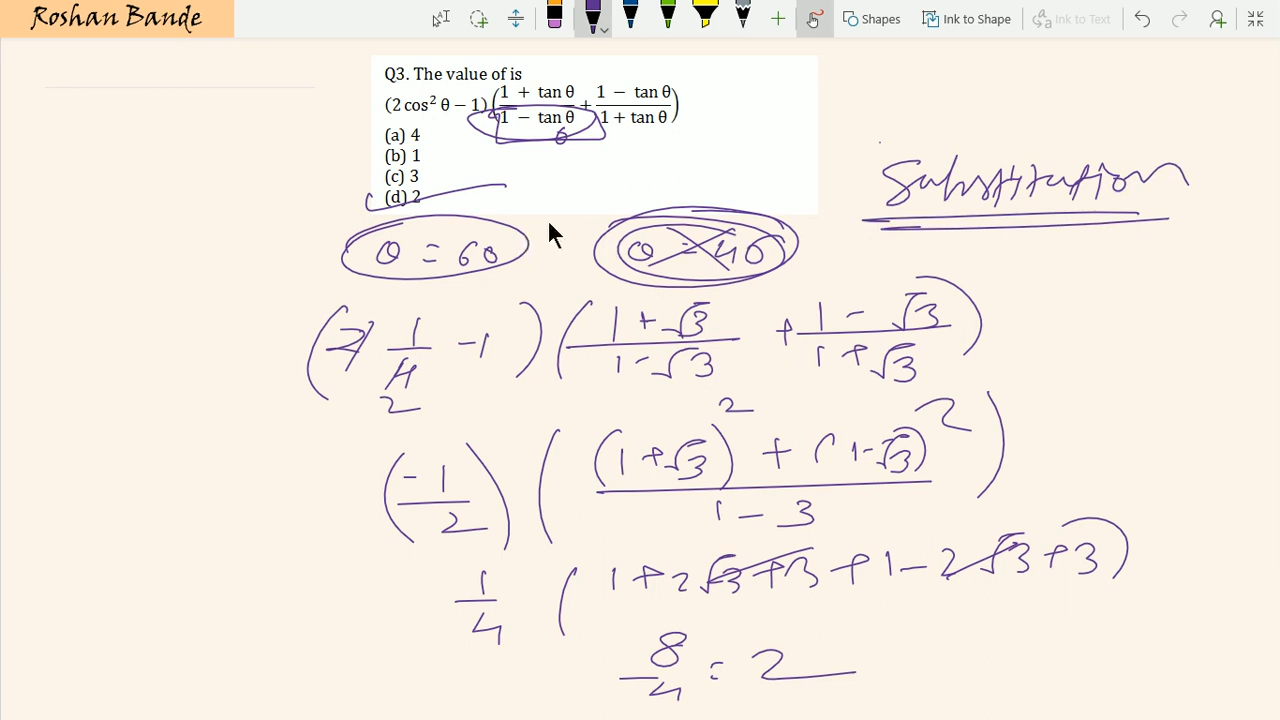 Roshan Bande
Shapes Ink to Shape Ink to Text
Q3. The value of is
(2 cos² θ − 1) (1 + tan θ / 1 − tan θ + 1 − tan θ / 1 + tan θ)
(a) 4
(b) 1
(c) 3
(d) 2
Substitution
θ = 60 θ = 45
(2 1/4 − 1) (1 + √3 / 1 − √3 + 1 − √3 / 1 + √3)
2
(−1/2) ((1 + √3)² + (1 − √3)² / 1 − 3)
1/4 (1 + 2√3 + 3 + 1 − 2√3 + 3)
8/4 = 2